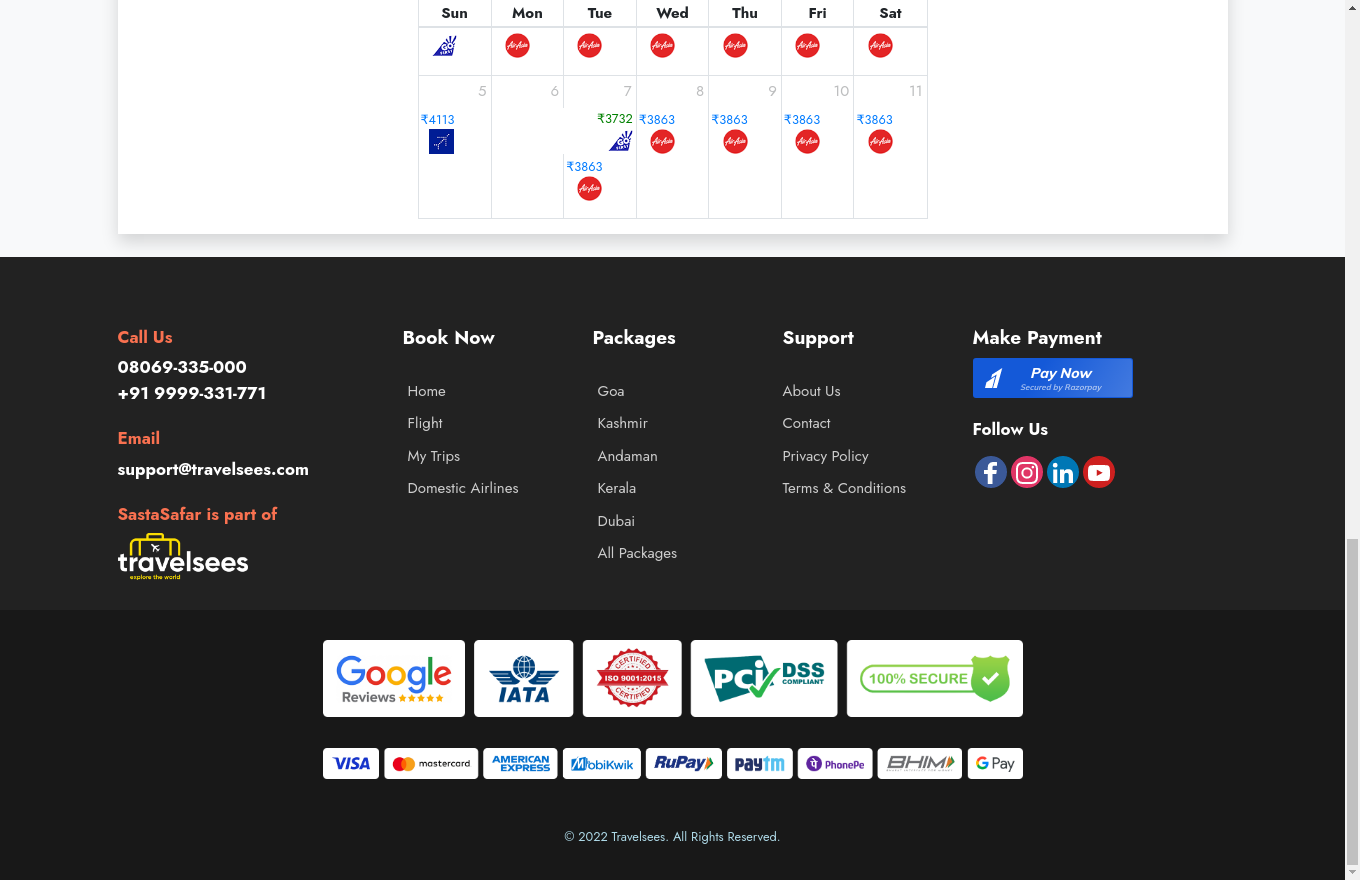 Sun Mon Tue Wed Thu Fri Sat
AirAsia AirAsia AirAsia AirAsia AirAsia AirAsia
5 6 7 8 9 10 11
₹4113 ₹3732 ₹3863 ₹3863 ₹3863 ₹3863
AirAsia AirAsia AirAsia AirAsia
₹3863
AirAsia
Call Us
08069-335-000
+91 9999-331-771
Email
support@travelsees.com
SastaSafar is part of
travelsees
explore the world
Book Now
Home
Flight
My Trips
Domestic Airlines
Packages
Goa
Kashmir
Andaman
Kerala
Dubai
All Packages
Support
About Us
Contact
Privacy Policy
Terms & Conditions
Make Payment
Pay Now
Secured by Razorpay
Follow Us
in
Google
Reviews
IATA
CERTIFIED
ISO 9001:2015
CERTIFIED
PCI DSS
COMPLIANT
100% SECURE
VISA
mastercard
AMERICAN
EXPRESS
MobiKwik
RuPay
paytm
PhonePe
BHIM
G Pay
© 2022 Travelsees. All Rights Reserved.